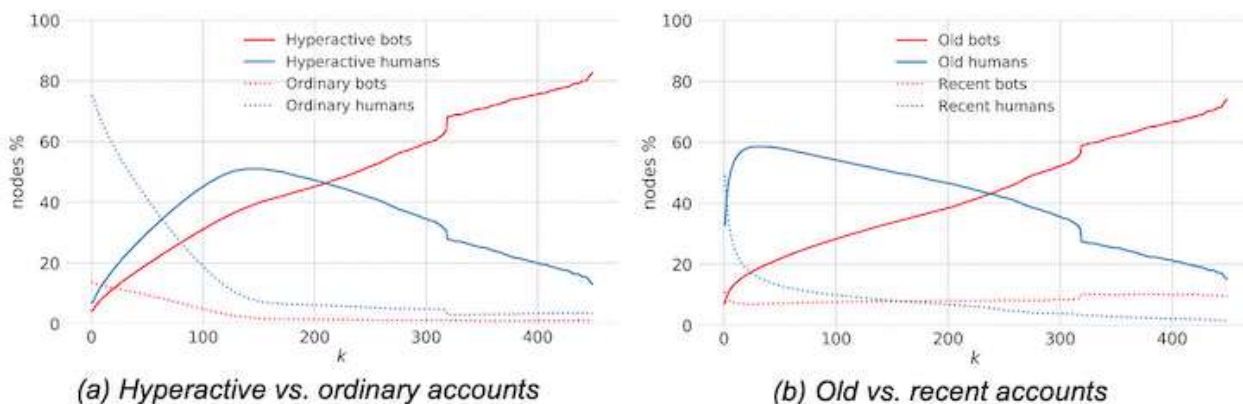 100
80
60
40
20
0
nodes %
Hyperactive bots
Hyperactive humans
Ordinary bots
Ordinary humans
0 100 200 300 400
k
(a) Hyperactive vs. ordinary accounts
100
80
60
40
20
0
nodes %
Old bots
Old humans
Recent bots
Recent humans
0 100 200 300 400
k
(b) Old vs. recent accounts